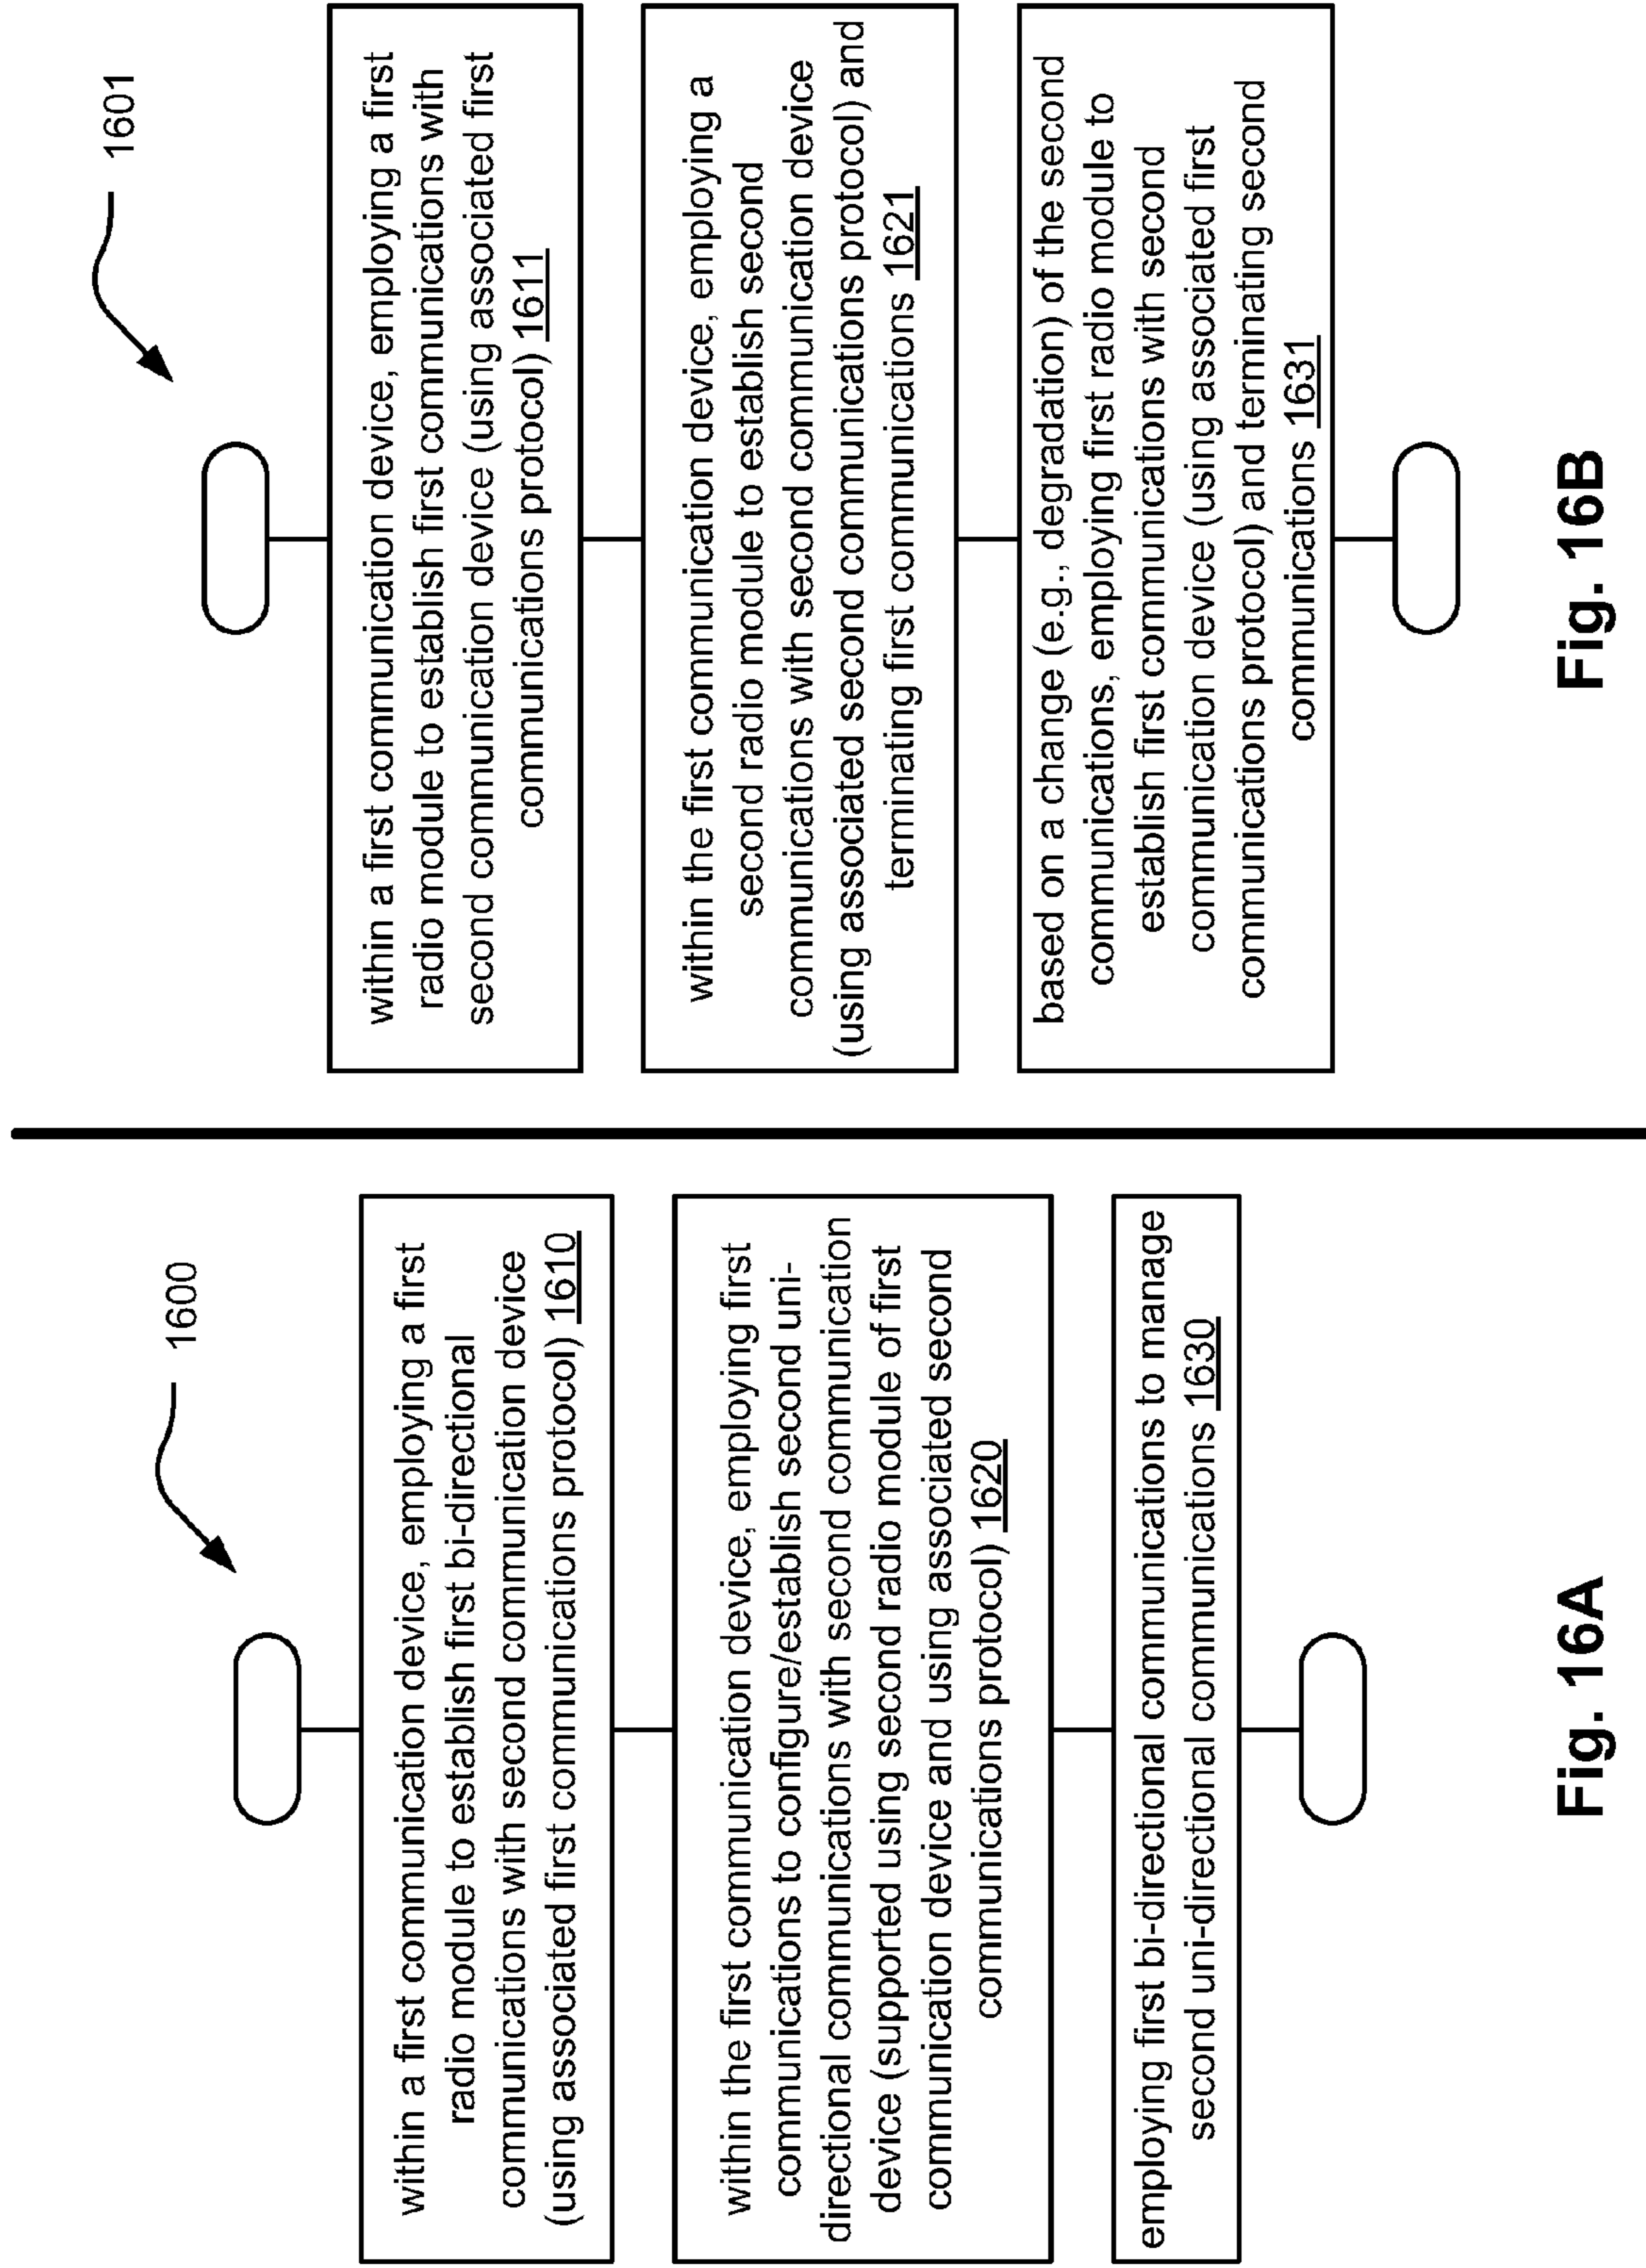 1600
within a first communication device, employing a first
radio module to establish first bi-directional
communications with second communication device
(using associated first communications protocol) 1610
within the first communication device, employing first
communications to configure/establish second uni-
directional communications with second communication
device (supported using second radio module of first
communication device and using associated second
communications protocol) 1620
employing first bi-directional communications to manage
second uni-directional communications 1630
Fig. 16A
1601
within a first communication device, employing a first
radio module to establish first communications with
second communication device (using associated first
communications protocol) 1611
within the first communication device, employing a
second radio module to establish second
communications with second communication device
(using associated second communications protocol) and
terminating first communications 1621
based on a change (e.g., degradation) of the second
communications, employing first radio module to
establish first communications with second
communication device (using associated first
communications protocol) and terminating second
communications 1631
Fig. 16B